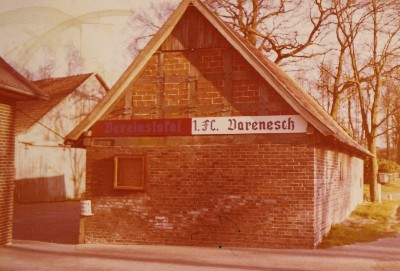 Vereinslokal 1. FC. Varenesch